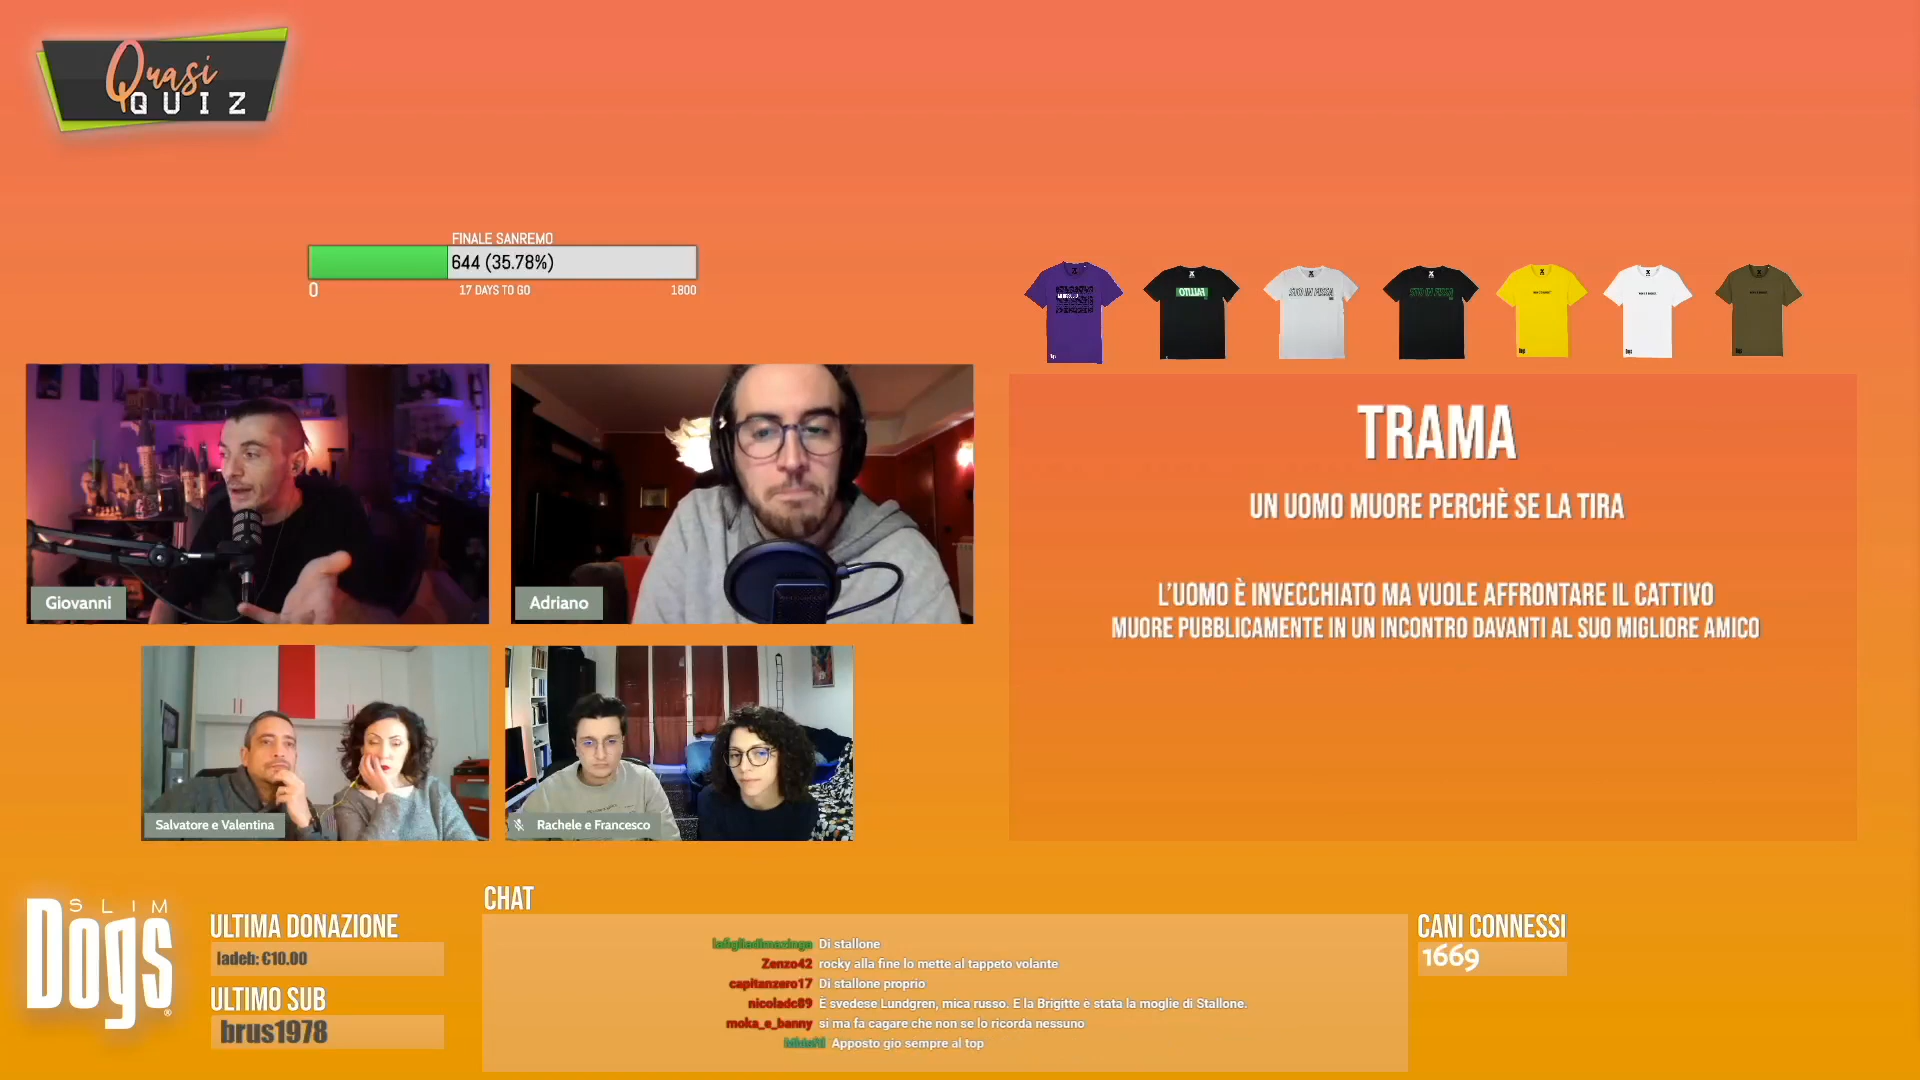 Quasi
QUIZ
FINALE SANREMO
644 (35.78%)
0
17 DAYS TO GO
1800
TRAMA
UN UOMO MUORE PERCHÈ SE LA TIRA
L'UOMO È INVECCHIATO MA VUOLE AFFRONTARE IL CATTIVO
MUORE PUBBLICAMENTE IN UN INCONTRO DAVANTI AL SUO MIGLIORE AMICO
Giovanni
Adriano
Salvatore e Valentina
Rachele e Francesco
SLIM
Dogs
®
ULTIMA DONAZIONE
ladeb: €10.00
ULTIMO SUB
brus1978
CHAT
lafigliadimazinga Di stallone
Zenzo42 rocky alla fine lo mette al tappeto volante
capitanzero17 Di stallone proprio
nicoladc89 È svedese Lundgren, mica russo. E la Brigitte è stata la moglie di Stallone.
moka_e_banny si ma fa cagare che non se lo ricorda nessuno
Apposto gio sempre al top
CANI CONNESSI
1669